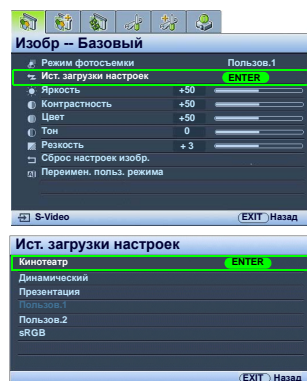 Изобр -- Базовый
Режим фотосъемки Пользов.1
Ист. загрузки настроек ENTER
Яркость +50
Контрастность +50
Цвет +50
Тон 0
Резкость + 3
Сброс настроек изобр.
Переимен. польз. режима
S-Video EXIT Назад
Ист. загрузки настроек
Кинотеатр ENTER
Динамический
Презентация
Пользов.1
Пользов.2
sRGB
EXIT Назад